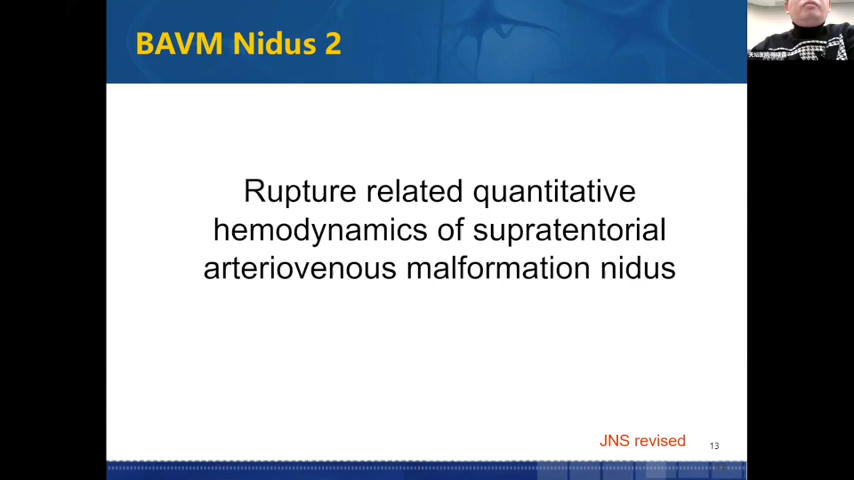 BAVM Nidus 2
Rupture related quantitative
hemodynamics of supratentorial
arteriovenous malformation nidus
JNS revised
13